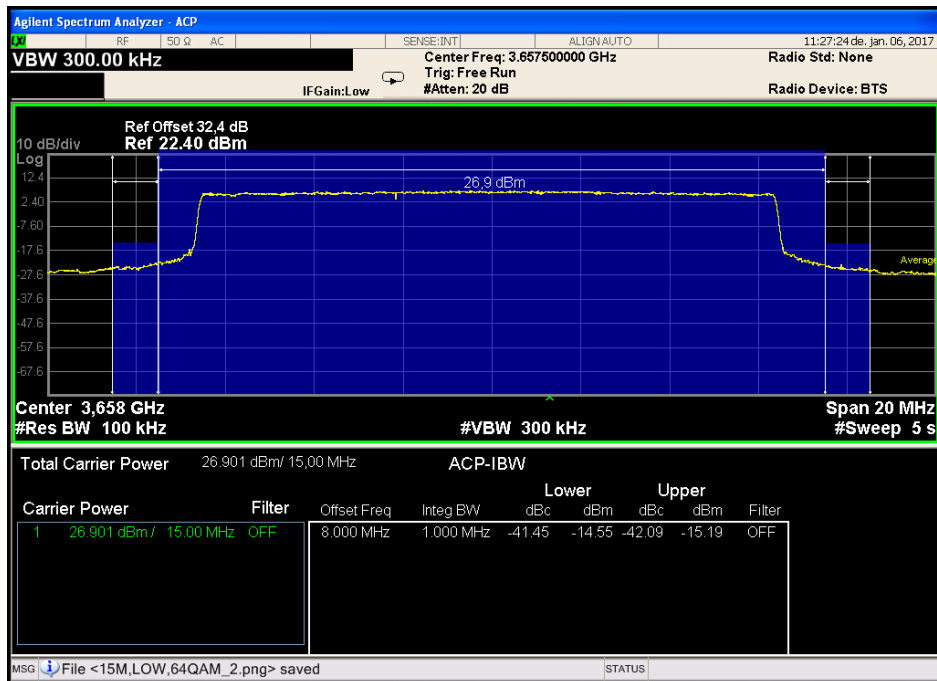 Agilent Spectrum Analyzer - ACP
LXI RF 50 Ω AC SENSE:INT ALIGN AUTO 11:27:24 de. jan. 06, 2017
VBW 300.00 kHz
Center Freq: 3.657500000 GHz Radio Std: None
Trig: Free Run
IFGain:Low #Atten: 20 dB Radio Device: BTS
Ref Offset 32,4 dB
10 dB/div Ref 22.40 dBm
Log
12.4
26,9 dBm
2.40
-7.60
-17.6
Average
-27.6
-37.6
-47.6
-57.6
-67.6
Center 3,658 GHz Span 20 MHz
#Res BW 100 kHz #VBW 300 kHz #Sweep 5 s
Total Carrier Power 26.901 dBm/ 15,00 MHz ACP-IBW
Lower Upper
Carrier Power Filter Offset Freq Integ BW dBc dBm dBc dBm Filter
1 26.901 dBm / 15.00 MHz OFF 8.000 MHz 1.000 MHz -41.45 -14.55 -42.09 -15.19 OFF
MSG File <15M,LOW,64QAM_2.png> saved STATUS